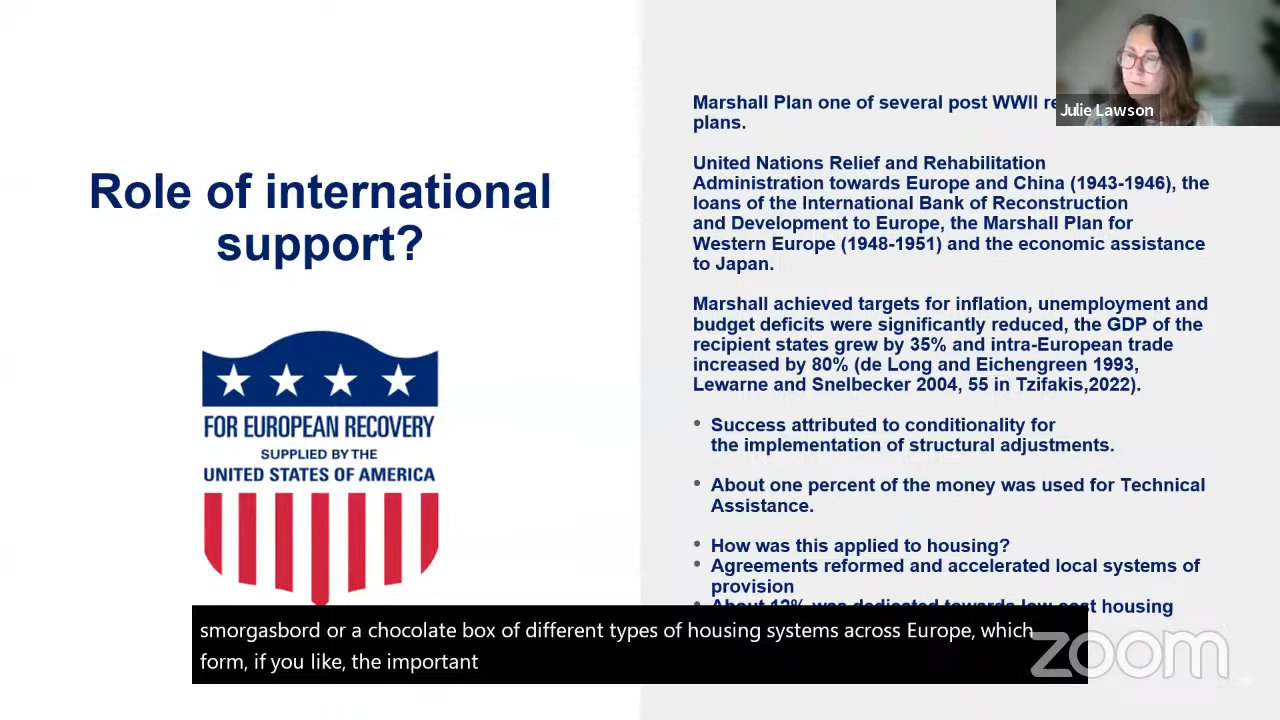 Role of international
support?
FOR EUROPEAN RECOVERY
SUPPLIED BY THE
UNITED STATES OF AMERICA
Marshall Plan one of several post WWII
plans.
United Nations Relief and Rehabilitation
Administration towards Europe and China (1943-1946), the
loans of the International Bank of Reconstruction
and Development to Europe, the Marshall Plan for
Western Europe (1948-1951) and the economic assistance
to Japan.
Marshall achieved targets for inflation, unemployment and
budget deficits were significantly reduced, the GDP of the
recipient states grew by 35% and intra-European trade
increased by 80% (de Long and Eichengreen 1993,
Lewarne and Snelbecker 2004, 55 in Tzifakis,2022).
• Success attributed to conditionality for
the implementation of structural adjustments.
• About one percent of the money was used for Technical
Assistance.
• How was this applied to housing?
• Agreements reformed and accelerated local systems of
provision
• About 12% was dedicated towards low cost housing
Julie Lawson
smorgasbord or a chocolate box of different types of housing systems across Europe, which
form, if you like, the important
zoom